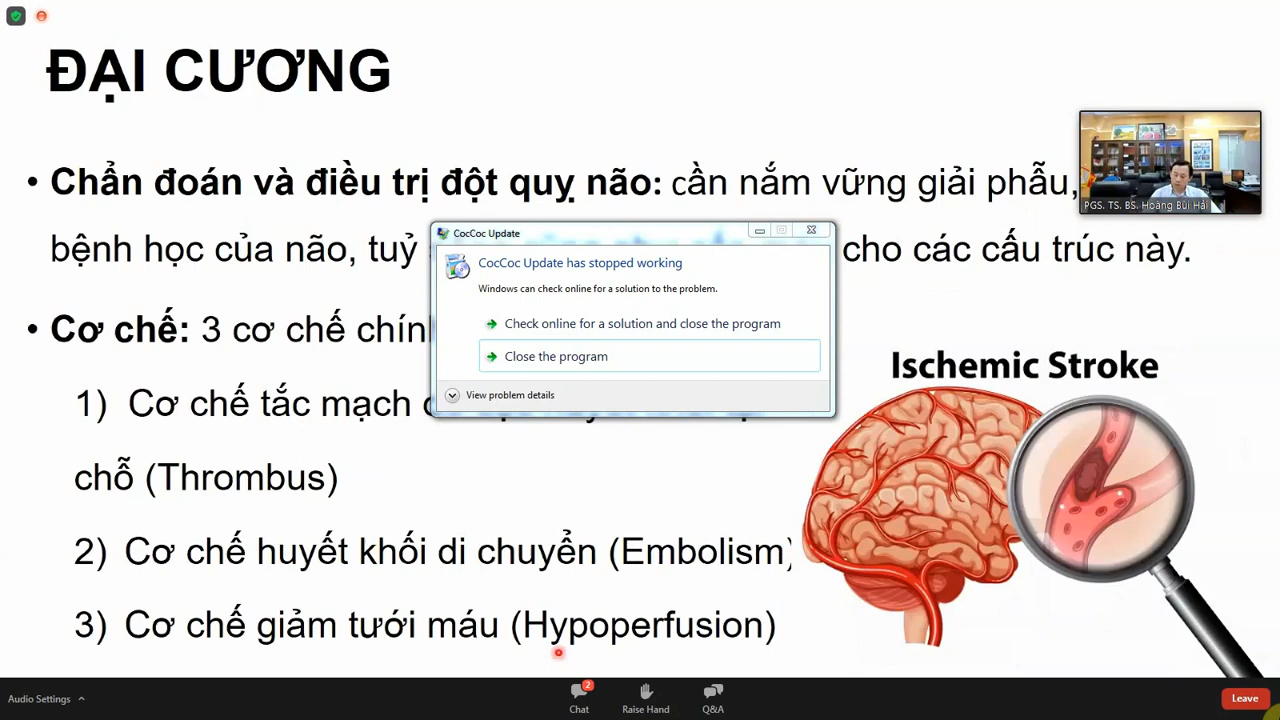 ĐẠI CƯƠNG
• Chẩn đoán và điều trị đột quỵ não: cần nắm vững giải phẫu,
PGS. TS. BS. Hoàng Bùi Hải
bệnh học của não, tuỷ cho các cấu trúc này.
CocCoc Update
CocCoc Update has stopped working
Windows can check online for a solution to the problem.
Check online for a solution and close the program
Close the program
View problem details
• Cơ chế: 3 cơ chế chính
Ischemic Stroke
1) Cơ chế tắc mạch
chỗ (Thrombus)
2) Cơ chế huyết khối di chuyển (Embolism)
3) Cơ chế giảm tưới máu (Hypoperfusion)
Audio Settings
2
Chat
Raise Hand
Q&A
Leave